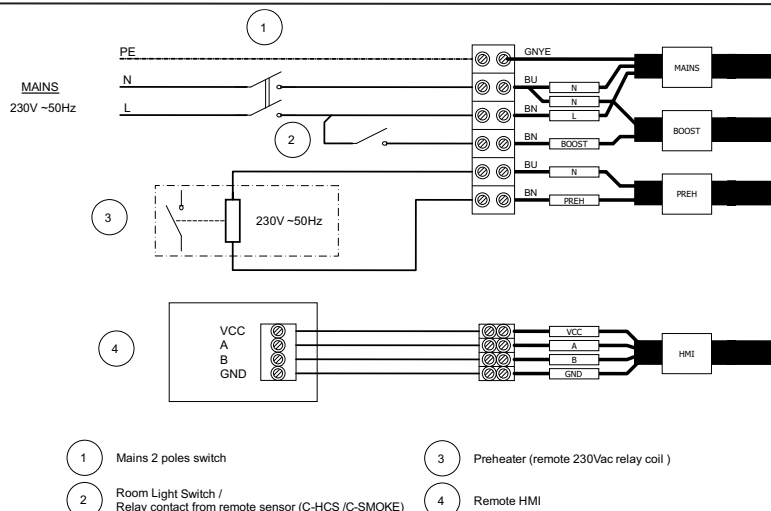 1
PE
GNYE
MAINS
N
BU
N
MAINS
230V ~50Hz
N
L
BN
L
2
BN
BOOST
BOOST
BU
N
3
230V ~50Hz
BN
PREH
PREH
4
VCC
VCC
A
A
B
B
GND
GND
HMI
1 Mains 2 poles switch
3 Preheater (remote 230Vac relay coil )
2 Room Light Switch /
Relay contact from remote sensor (C-HCS /C-SMOKE)
4 Remote HMI